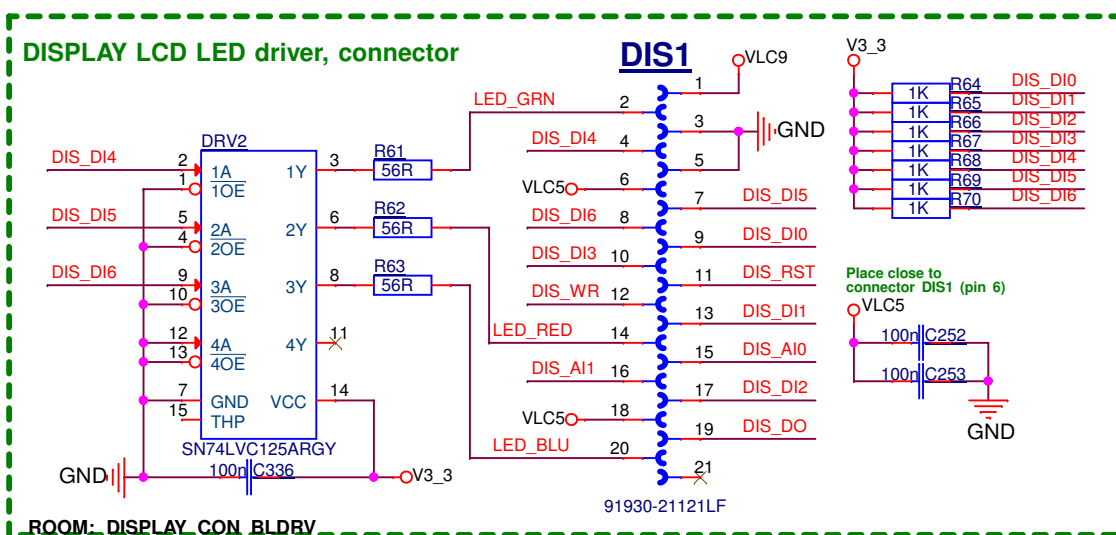 DISPLAY LCD LED driver, connector
DIS1
VLC9
V3_3
1
LED_GRN
2
3
GND
DIS_DI4
4
5
VLC5
6
7
DIS_DI5
DIS_DI6
8
9
DIS_DI0
DIS_DI3
10
11
DIS_RST
DIS_WR
12
13
DIS_DI1
LED_RED
14
15
DIS_AI0
DIS_AI1
16
17
DIS_DI2
VLC5
18
19
DIS_DO
LED_BLU
20
21
91930-21121LF
DRV2
DIS_DI4
2
1A
1Y
3
R61
56R
1
1OE
DIS_DI5
5
2A
2Y
6
R62
56R
4
2OE
DIS_DI6
9
3A
3Y
8
R63
56R
10
3OE
12
4A
4Y
11
13
4OE
7
GND
VCC
14
15
THP
SN74LVC125ARGY
GND
100n
C336
V3_3
1K
R64
DIS_DI0
1K
R65
DIS_DI1
1K
R66
DIS_DI2
1K
R67
DIS_DI3
1K
R68
DIS_DI4
1K
R69
DIS_DI5
1K
R70
DIS_DI6
Place close to
connector DIS1 (pin 6)
VLC5
100n
C252
100n
C253
GND
ROOM: DISPLAY_CON_BLDRV